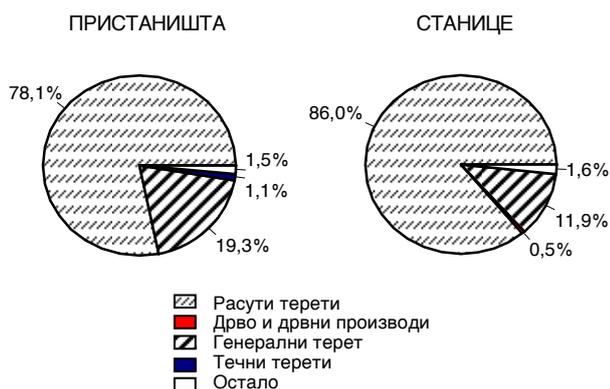 ПРИСТАНИШТА
СТАНИЦЕ
78,1%
1,5%
1,1%
19,3%
86,0%
1,6%
11,9%
0,5%
Расути терети
Дрво и дрвни производи
Генерални терет
Течни терети
Остало